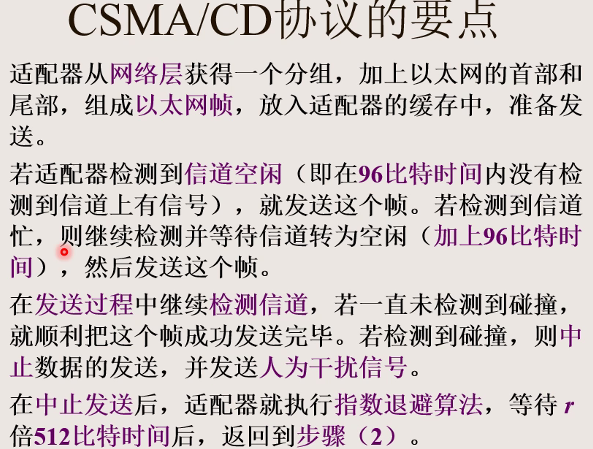 CSMA/CD协议的要点
适配器从网络层获得一个分组，加上以太网的首部和
尾部，组成以太网帧，放入适配器的缓存中，准备发
送。
若适配器检测到信道空闲（即在96比特时间内没有检
测到信道上有信号），就发送这个帧。若检测到信道
忙，则继续检测并等待信道转为空闲（加上96比特时
间），然后发送这个帧。
在发送过程中继续检测信道，若一直未检测到碰撞，
就顺利把这个帧成功发送完毕。若检测到碰撞，则中
止数据的发送，并发送人为干扰信号。
在中止发送后，适配器就执行指数退避算法，等待 r
倍512比特时间后，返回到步骤（2）。